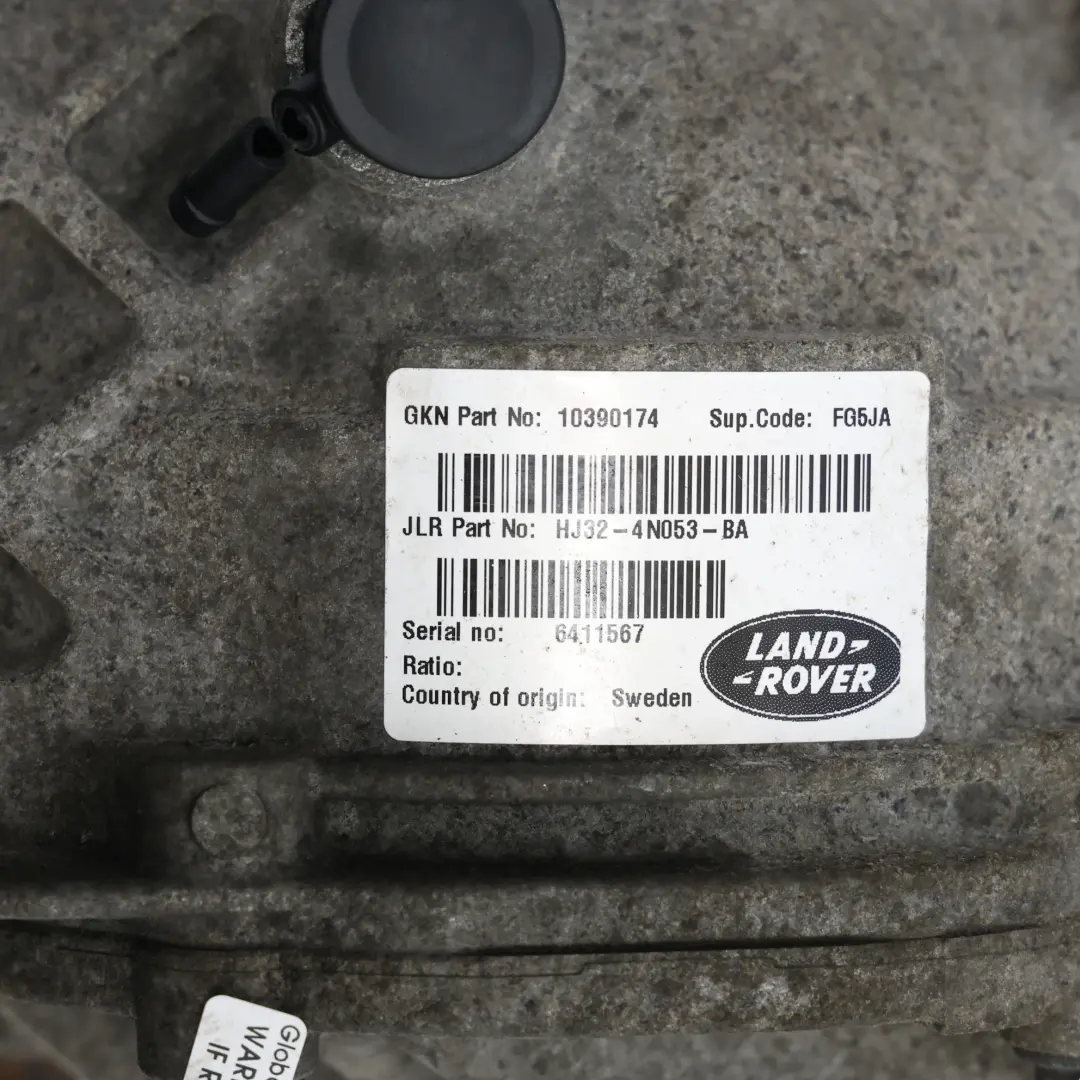 GKN Part No: 10390174 Sup.Code: FG5JA
JLR Part No: HJ32-4N053-BA
Serial no: 6411567
LAND-
-ROVER
Ratio:
Country of origin: Sweden
IF